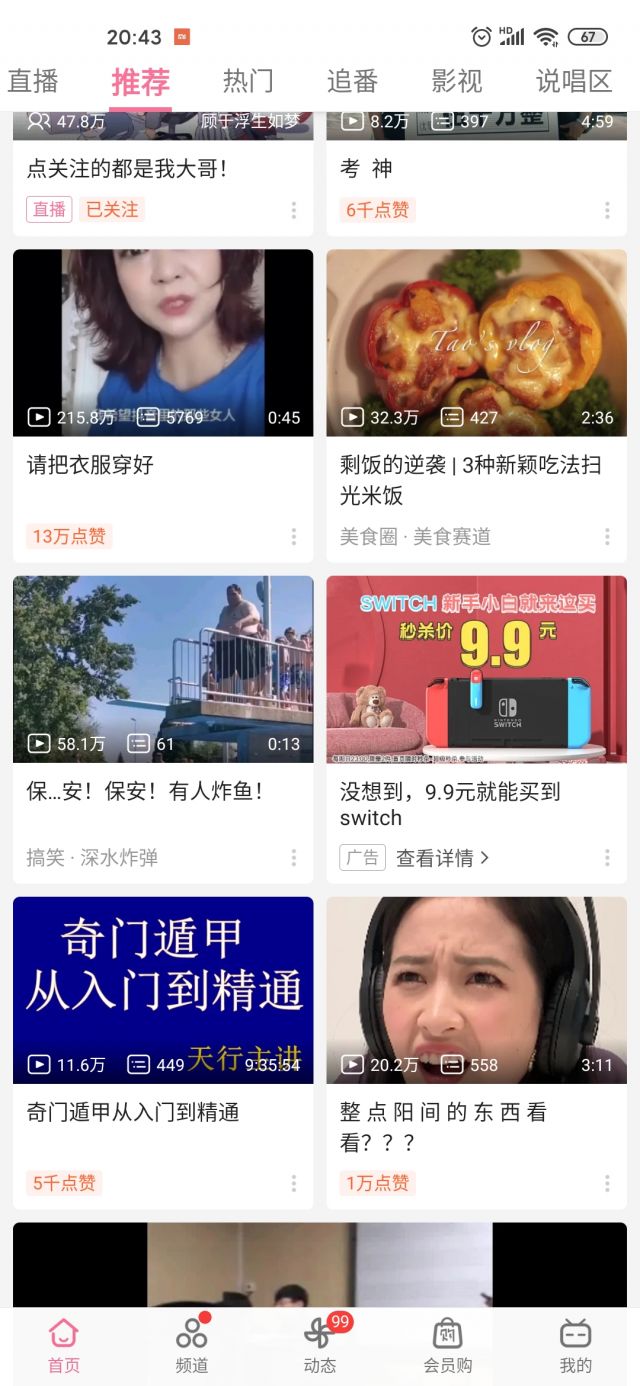 20:43
HD
67
直播 推荐 热门 追番 影视 说唱区
47.8万 顾于浮生如梦
点关注的都是我大哥！
直播 已关注
8.2万 397 4:59
考 神
6千点赞
215.8万 5769 0:45
请把衣服穿好
13万点赞
Tao's vlog
32.3万 427 2:36
剩饭的逆袭 | 3种新颖吃法扫
光米饭
美食圈 · 美食赛道
58.1万 61 0:13
保...安！保安！有人炸鱼！
搞笑 · 深水炸弹
SWITCH 新手小白就来这买
秒杀价 9.9 元
NINTENDO
SWITCH
没想到，9.9元就能买到
switch
广告 查看详情
奇门遁甲
从入门到精通
天行主讲
11.6万 449 9:35:54
奇门遁甲从入门到精通
5千点赞
20.2万 558 3:11
整 点 阳 间 的 东 西 看
看？？？
1万点赞
首页 频道 动态 99 会员购 我的